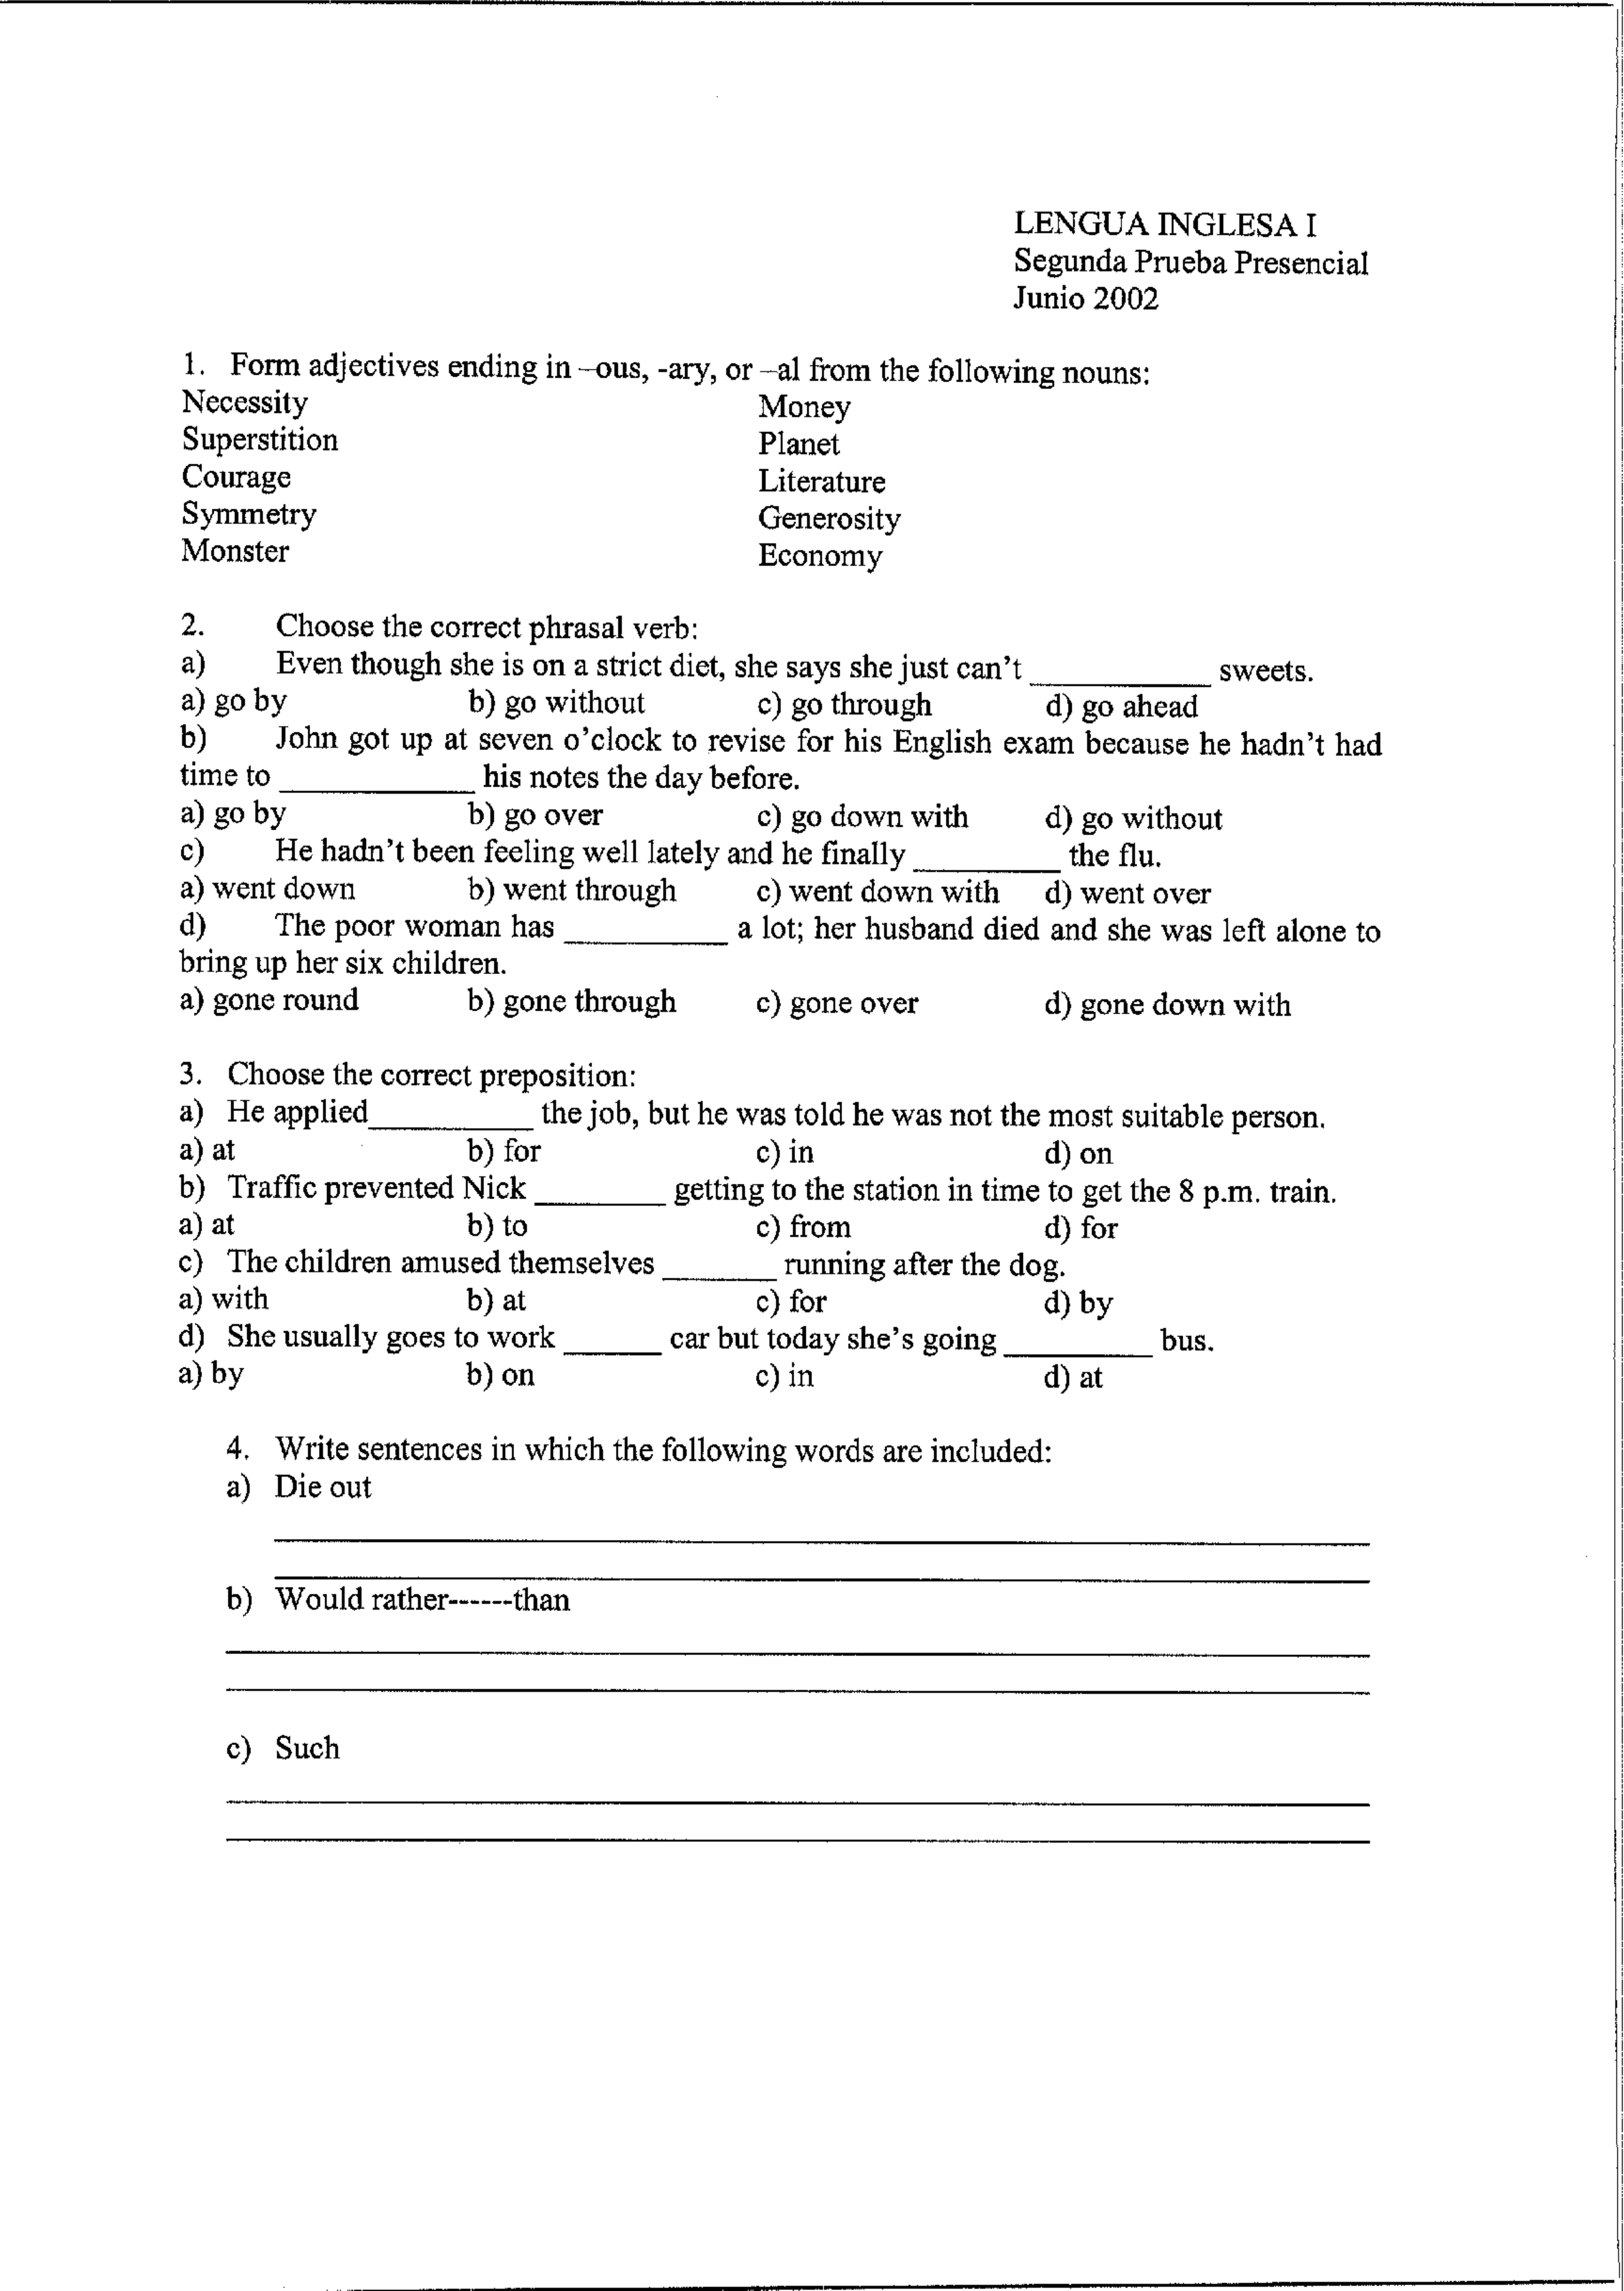 LENGUA INGLESA I
Segunda Prueba Presencial
Junio 2002
1. Form adjectives ending in –ous, -ary, or –al from the following nouns:
Necessity Money
Superstition Planet
Courage Literature
Symmetry Generosity
Monster Economy
2. Choose the correct phrasal verb:
a) Even though she is on a strict diet, she says she just can't ___________ sweets.
a) go by b) go without c) go through d) go ahead
b) John got up at seven o'clock to revise for his English exam because he hadn't had
time to ____________ his notes the day before.
a) go by b) go over c) go down with d) go without
c) He hadn't been feeling well lately and he finally _________ the flu.
a) went down b) went through c) went down with d) went over
d) The poor woman has __________ a lot; her husband died and she was left alone to
bring up her six children.
a) gone round b) gone through c) gone over d) gone down with
3. Choose the correct preposition:
a) He applied__________ the job, but he was told he was not the most suitable person.
a) at b) for c) in d) on
b) Traffic prevented Nick ________ getting to the station in time to get the 8 p.m. train.
a) at b) to c) from d) for
c) The children amused themselves _______ running after the dog.
a) with b) at c) for d) by
d) She usually goes to work ______ car but today she's going _________ bus.
a) by b) on c) in d) at
4. Write sentences in which the following words are included:
a) Die out
b) Would rather------than
c) Such